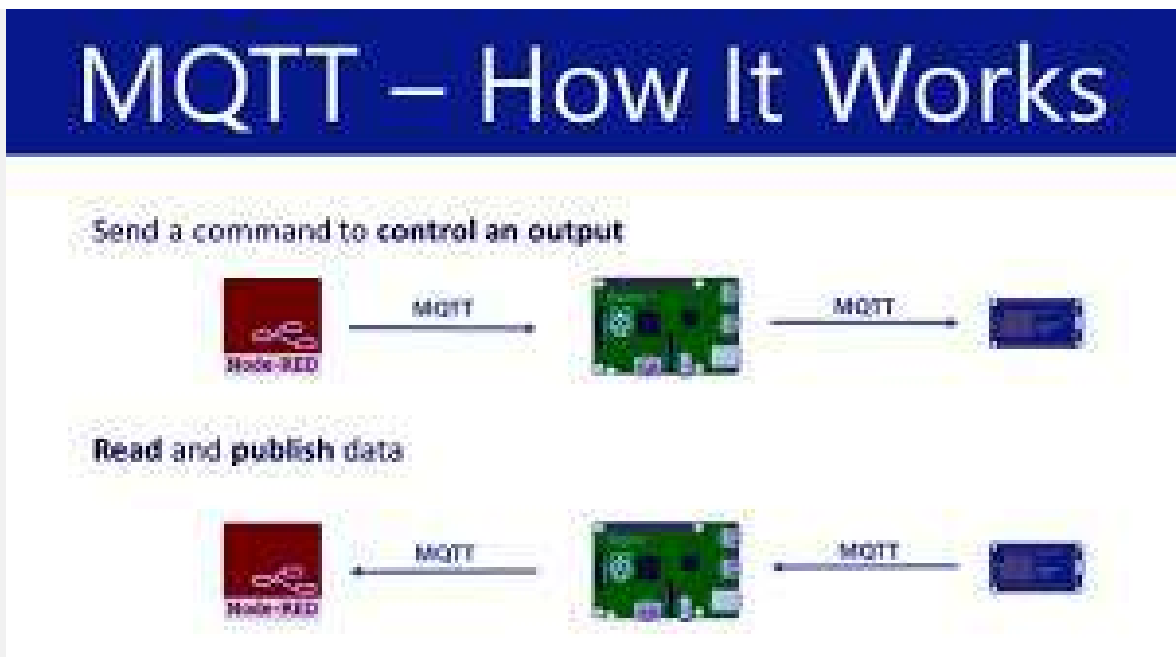 MQTT – How It Works
Send a command to control an output
MQTT
MQTT
Node-RED
Read and publish data
MQTT
MQTT
Node-RED